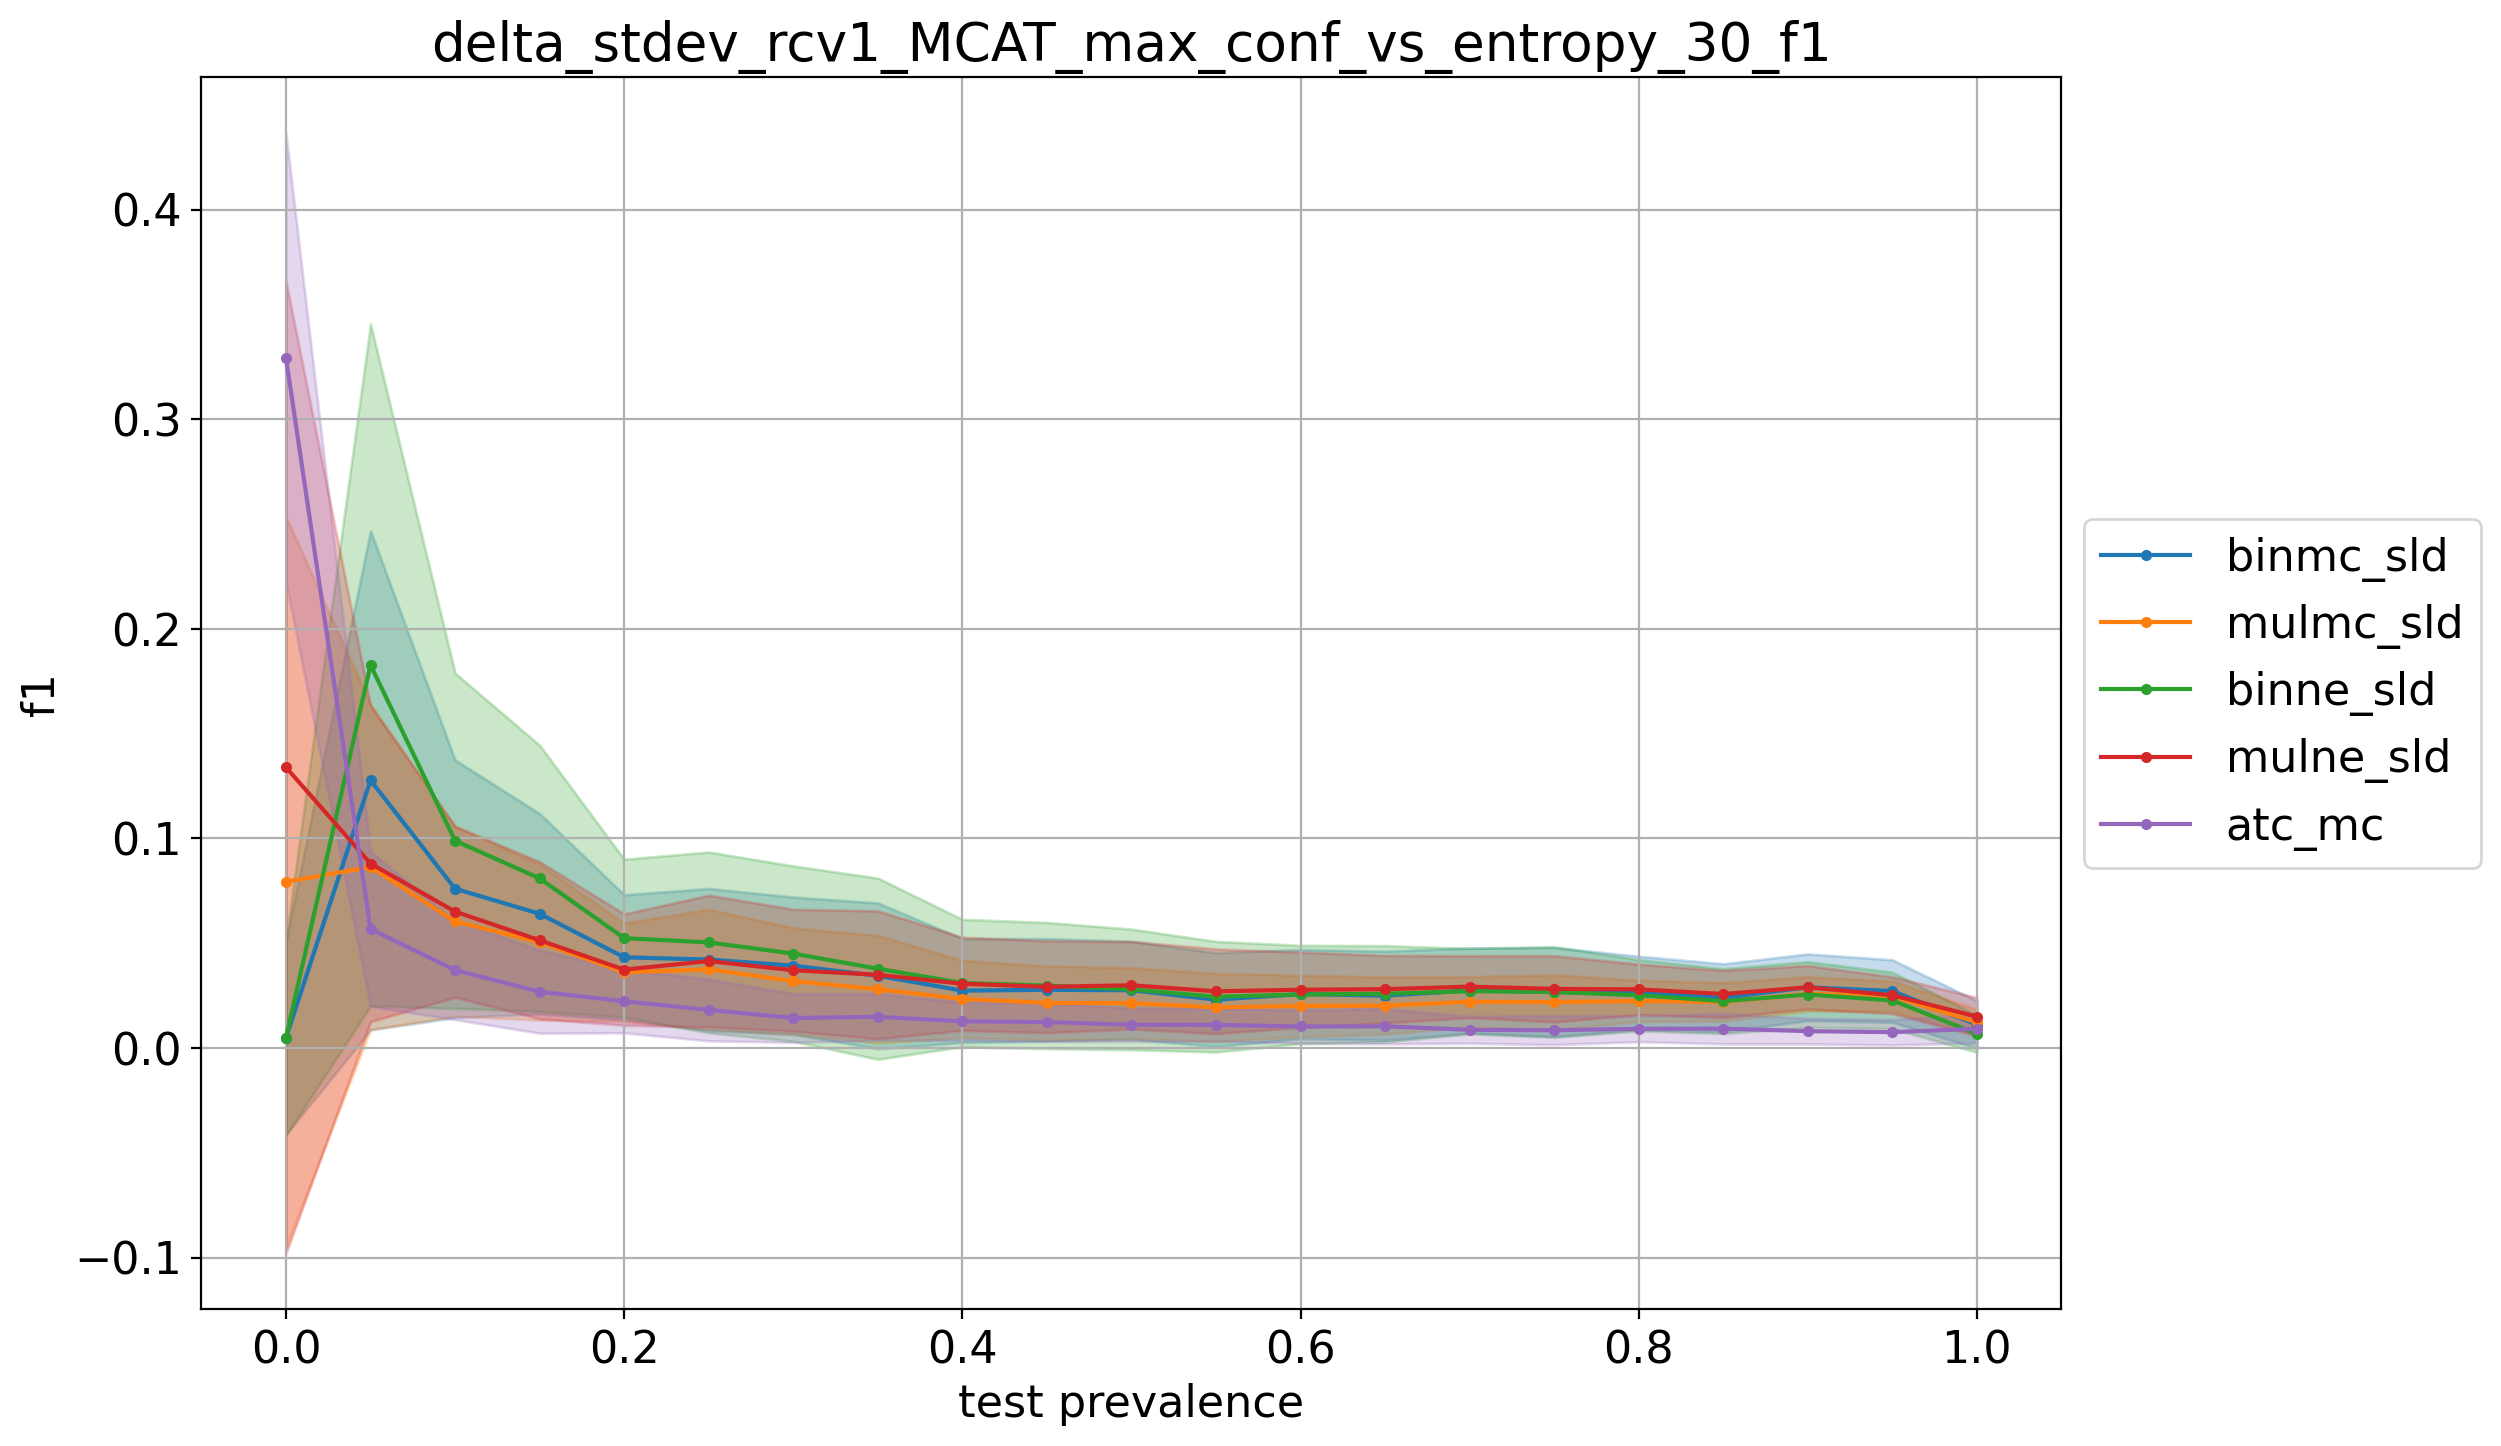 delta_stdev_rcv1_MCAT_max_conf_vs_entropy_30_f1
0.4
0.3
0.2
0.1
0.0
−0.1
f1
0.0 0.2 0.4 0.6 0.8 1.0
test prevalence
binmc_sld
mulmc_sld
binne_sld
mulne_sld
atc_mc